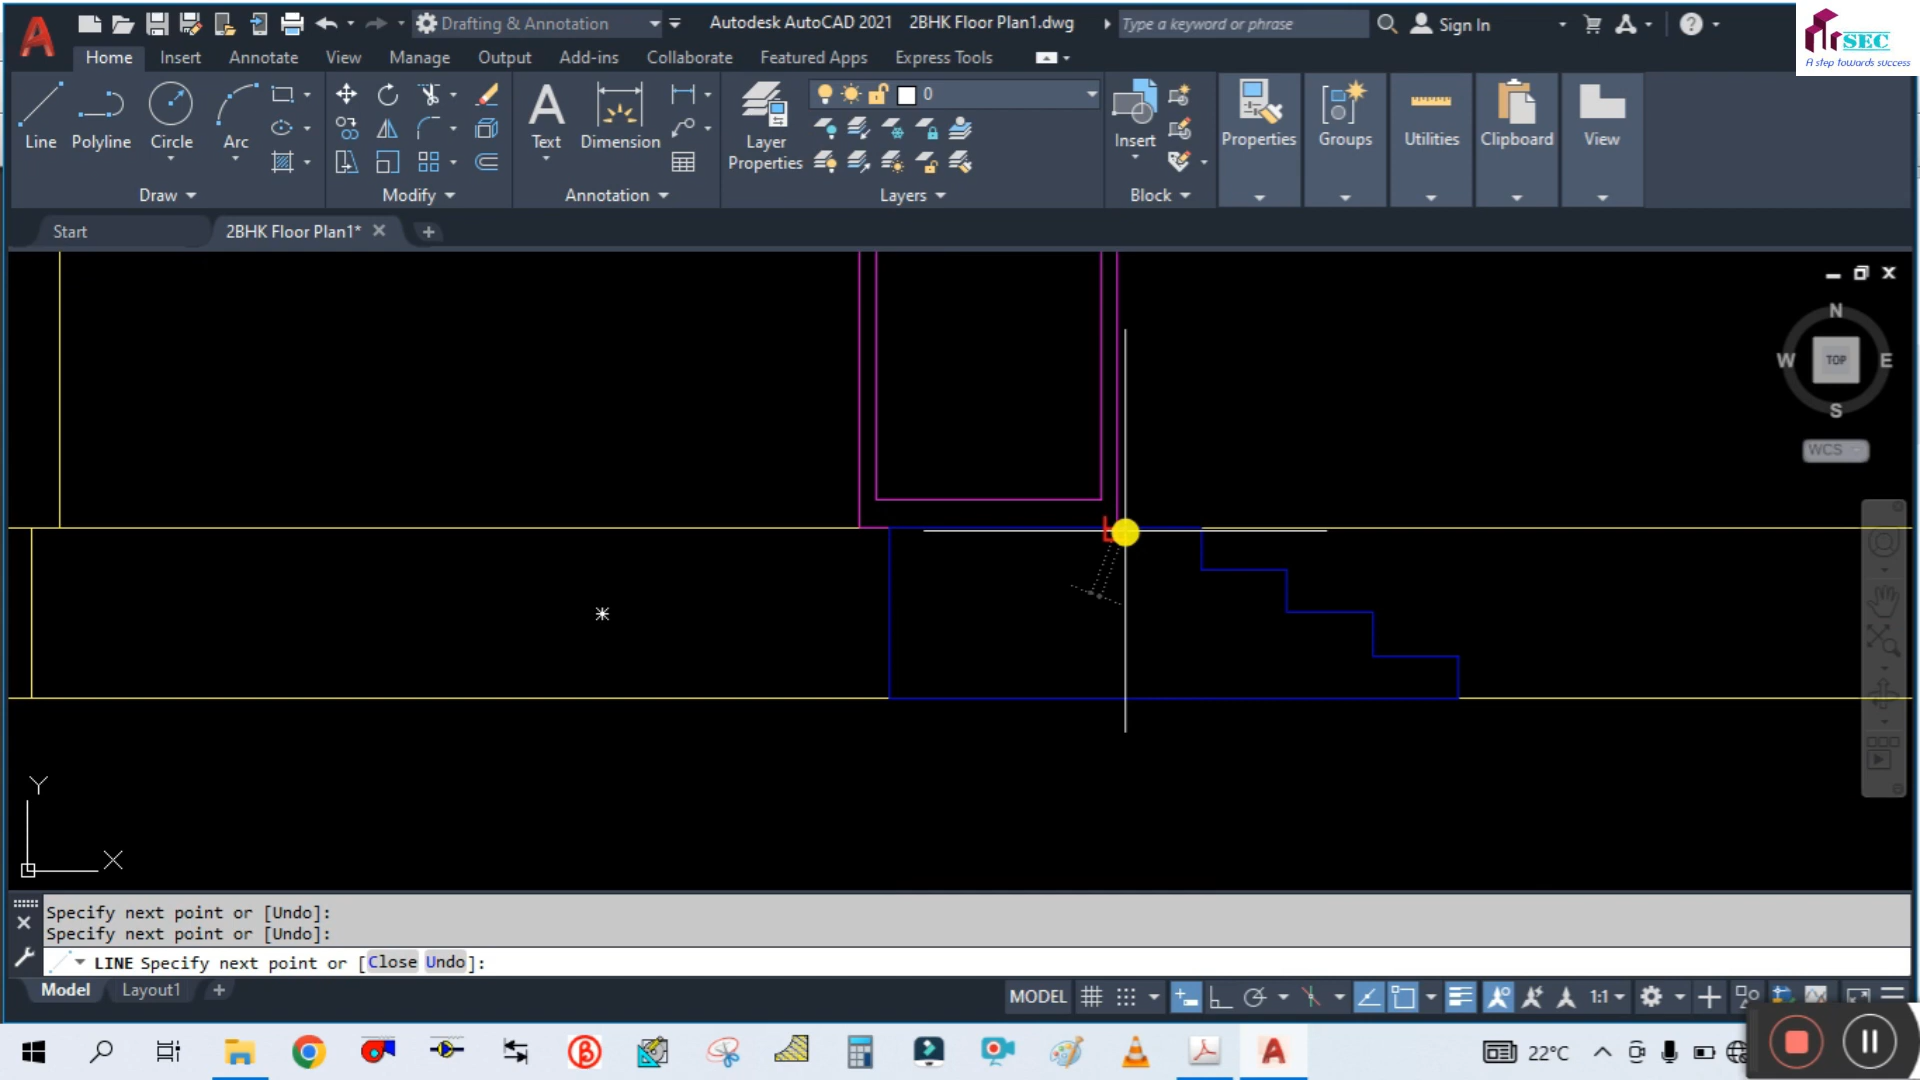 Drafting & Annotation
Autodesk AutoCAD 2021 2BHK Floor Plan1.dwg
Type a keyword or phrase
Sign In
SEC
A step towards success
Home Insert Annotate View Manage Output Add-ins Collaborate Featured Apps Express Tools
0
Line Polyline Circle Arc
Text Dimension
Layer
Properties
Insert
Properties Groups Utilities Clipboard View
Draw Modify Annotation Layers Block
Start 2BHK Floor Plan1*
N
W TOP E
S
WCS
Y
X
Specify next point or [Undo]:
Specify next point or [Undo]:
LINE Specify next point or [Close Undo]:
Model Layout1
MODEL 1:1
22°C